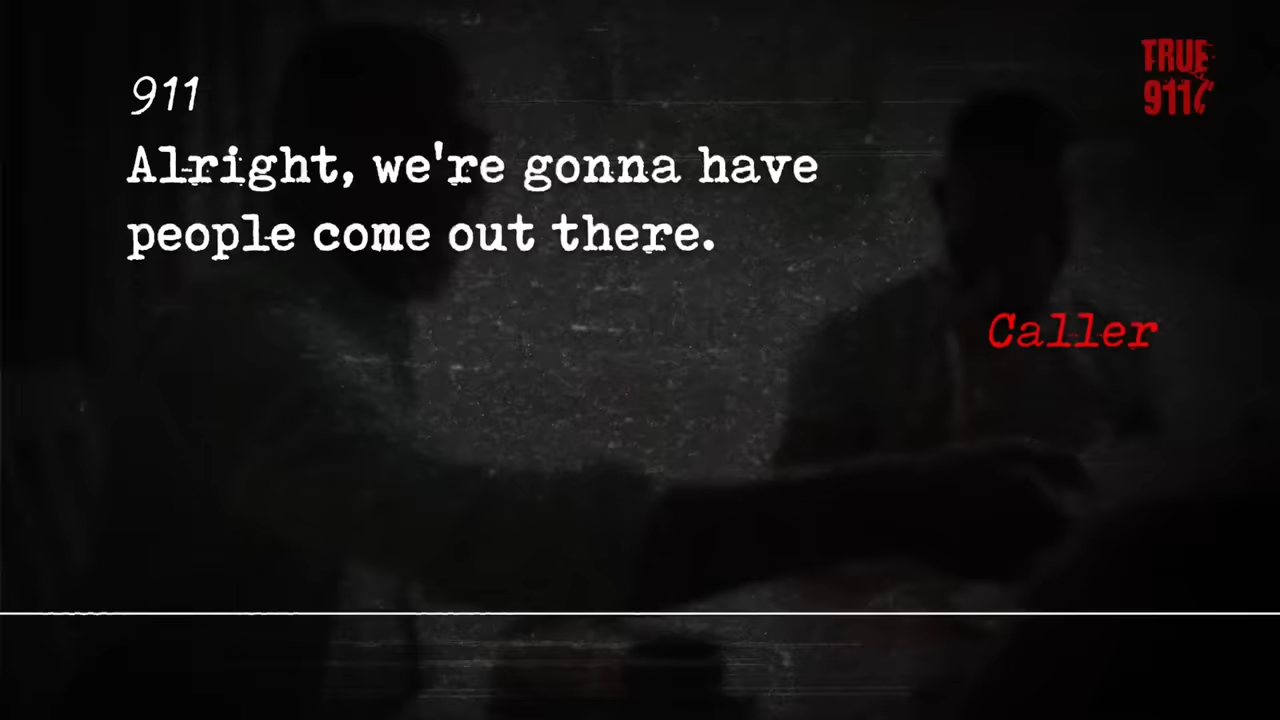 TRUE
911
911
Alright, we're gonna have
people come out there.
Caller